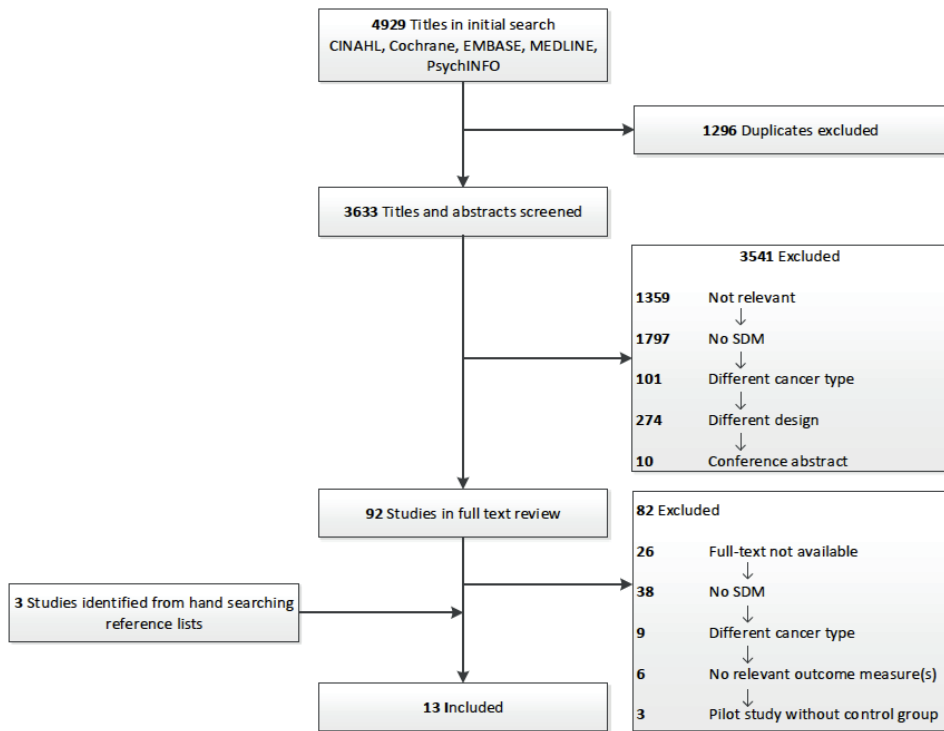 4929 Titles in initial search
CINAHL, Cochrane, EMBASE, MEDLINE,
PsychINFO
1296 Duplicates excluded
3633 Titles and abstracts screened
3541 Excluded
1359 Not relevant
1797 No SDM
101 Different cancer type
274 Different design
10 Conference abstract
92 Studies in full text review
82 Excluded
26 Full-text not available
38 No SDM
9 Different cancer type
6 No relevant outcome measure(s)
3 Pilot study without control group
3 Studies identified from hand searching
reference lists
13 Included